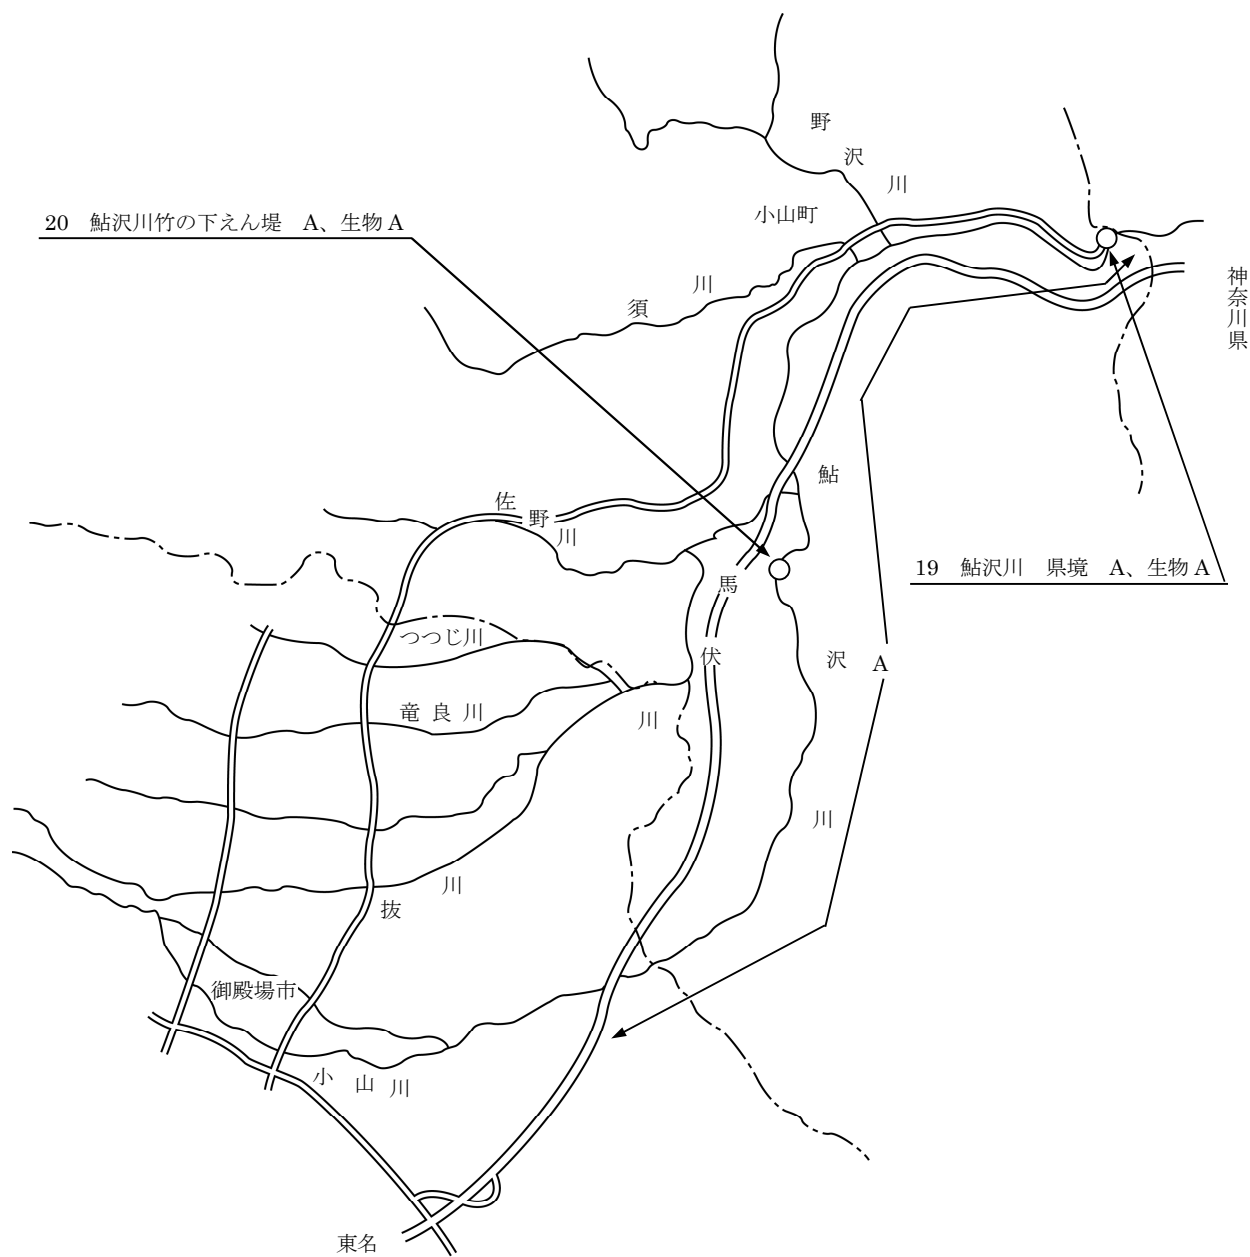 野沢川
小山町
20 鮎沢川竹の下えん堤 A、生物 A
須川
神奈川県
佐野川
鮎沢川
19 鮎沢川 県境 A、生物 A
馬伏川
つつじ川
A
竜良川
抜川
御殿場市
小山川
東名